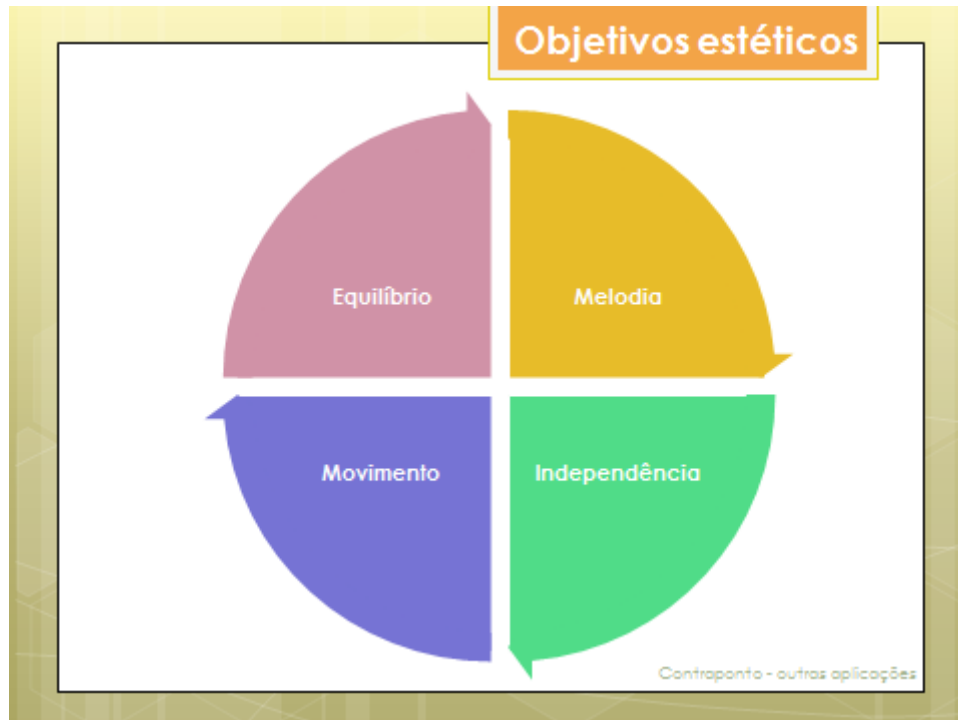 Objetivos estéticos
Equilíbrio
Melodia
Movimento
Independência
Contraponto - outras aplicações